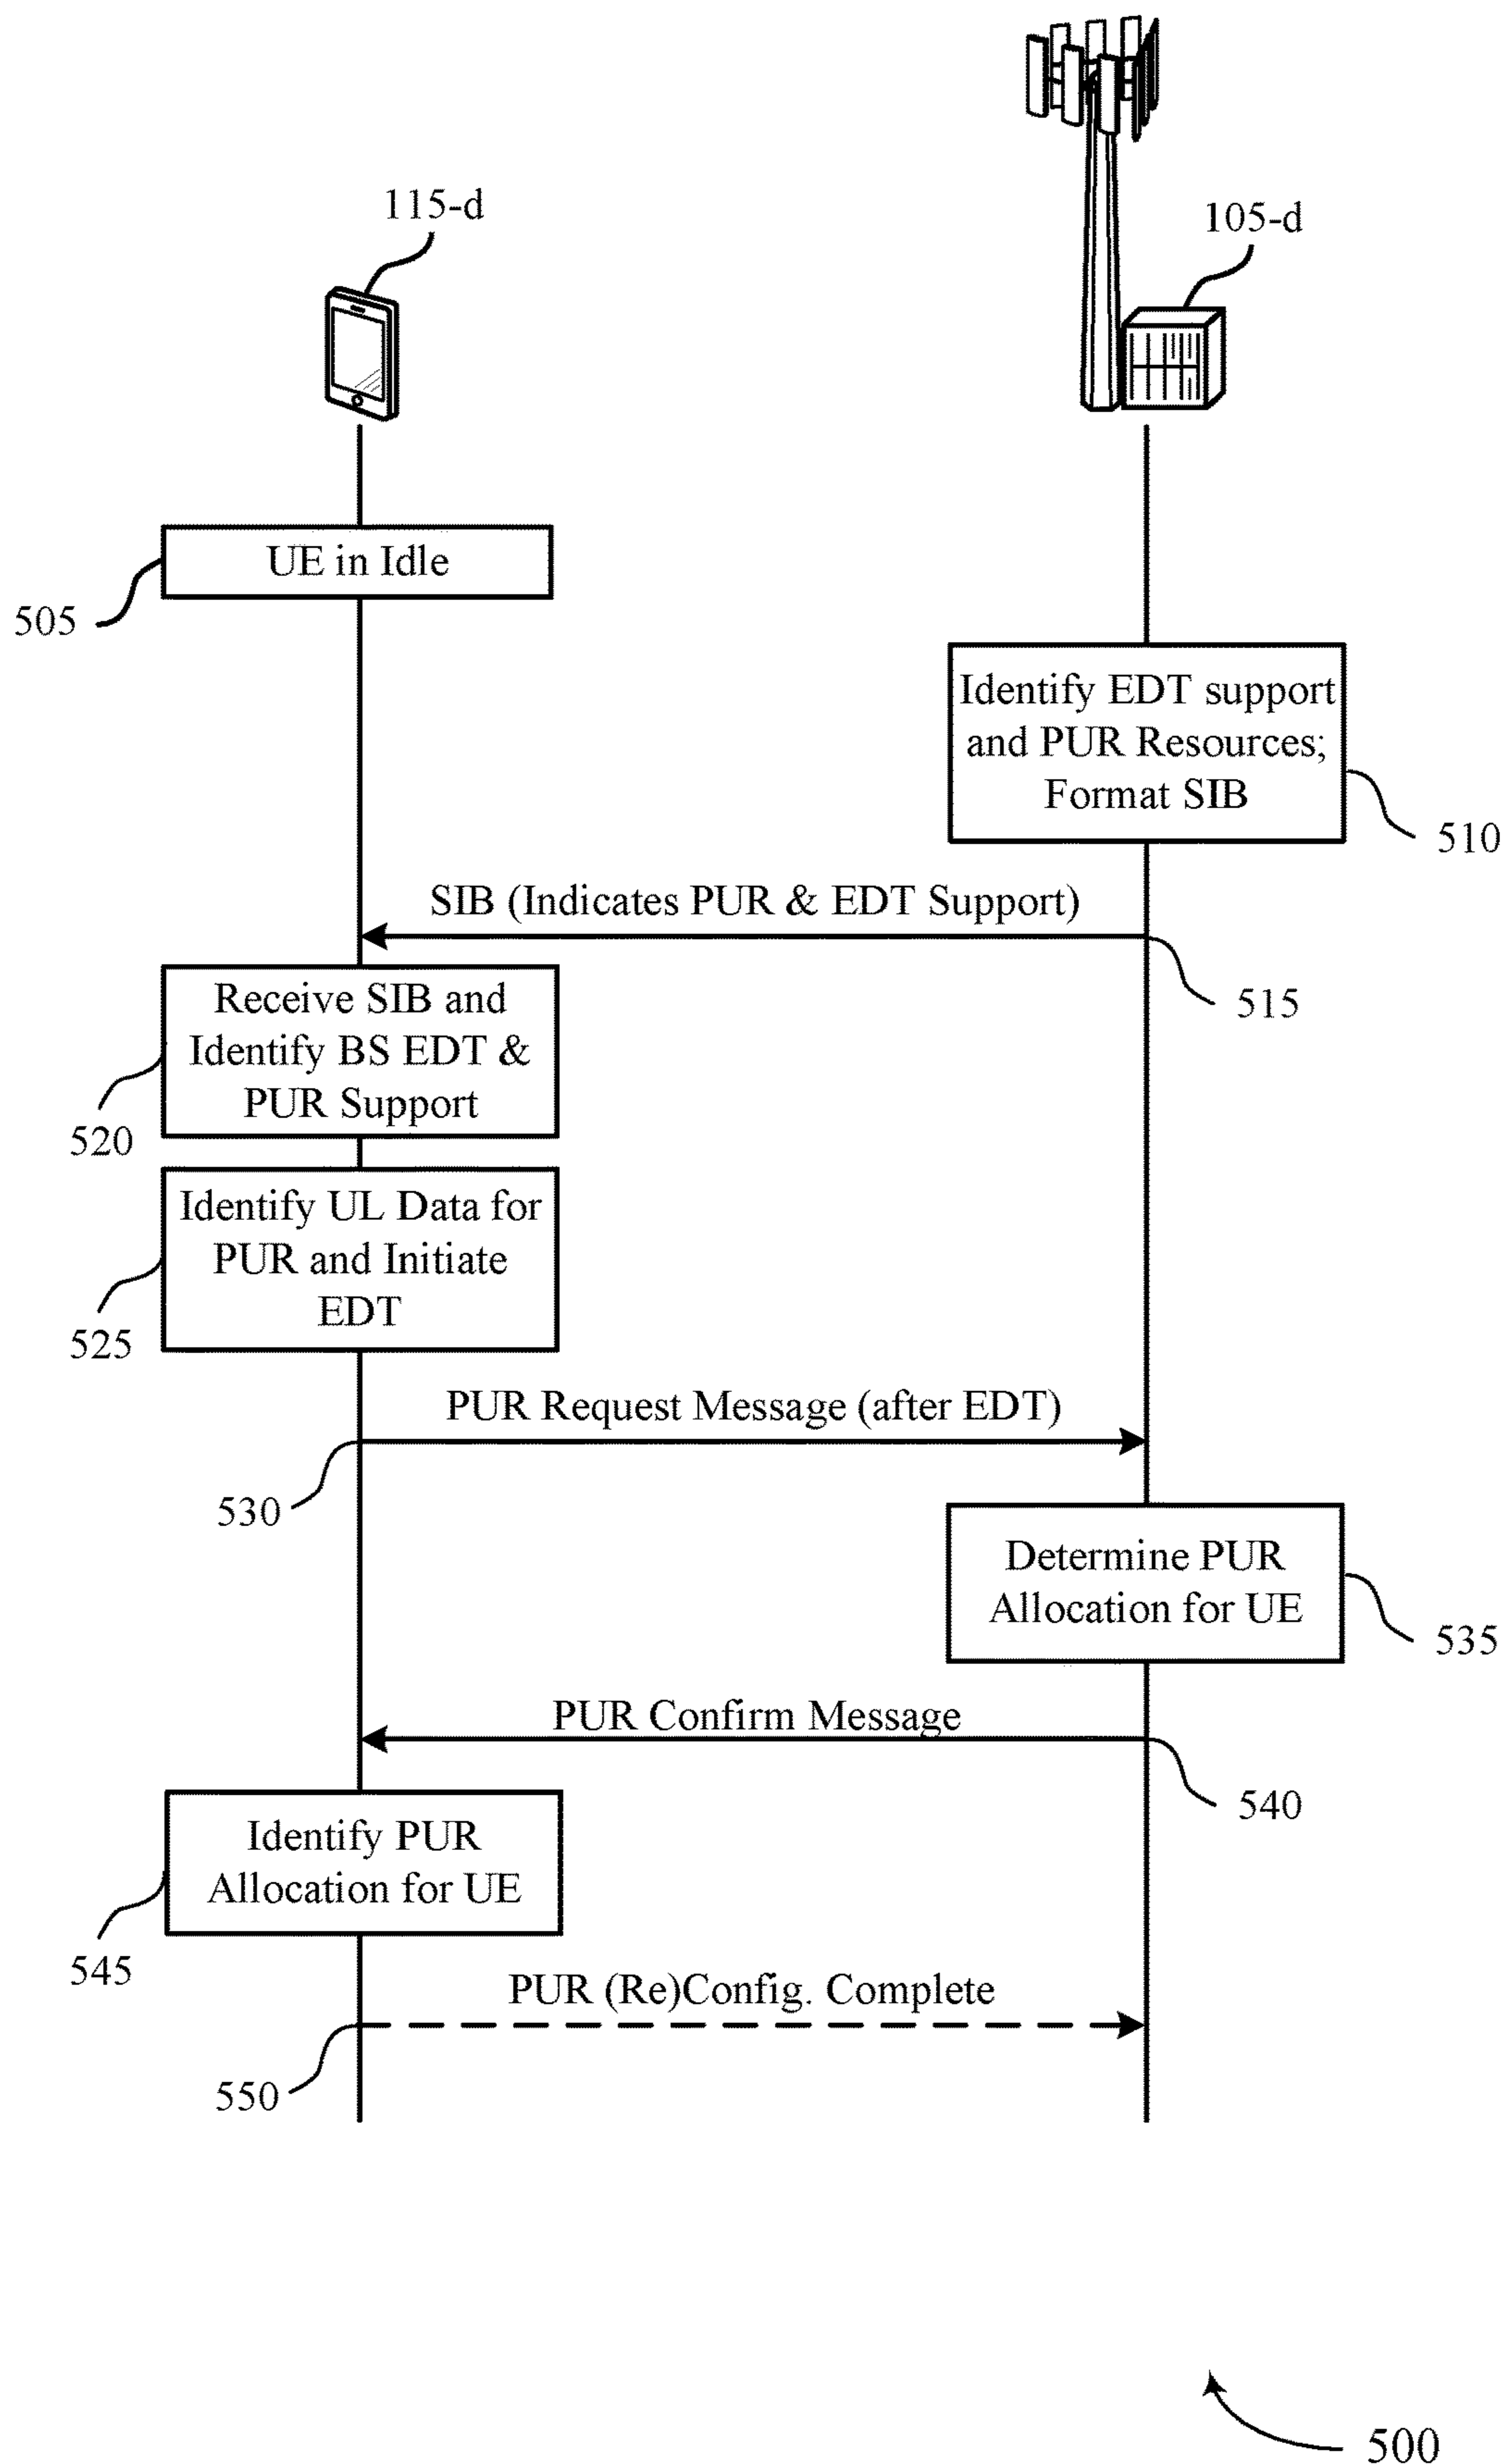 115-d
105-d
UE in Idle
505
Identify EDT support
and PUR Resources;
Format SIB
510
SIB (Indicates PUR & EDT Support)
515
Receive SIB and
Identify BS EDT &
PUR Support
520
Identify UL Data for
PUR and Initiate
EDT
525
PUR Request Message (after EDT)
530
Determine PUR
Allocation for UE
535
PUR Confirm Message
540
Identify PUR
Allocation for UE
545
PUR (Re)Config. Complete
550
500